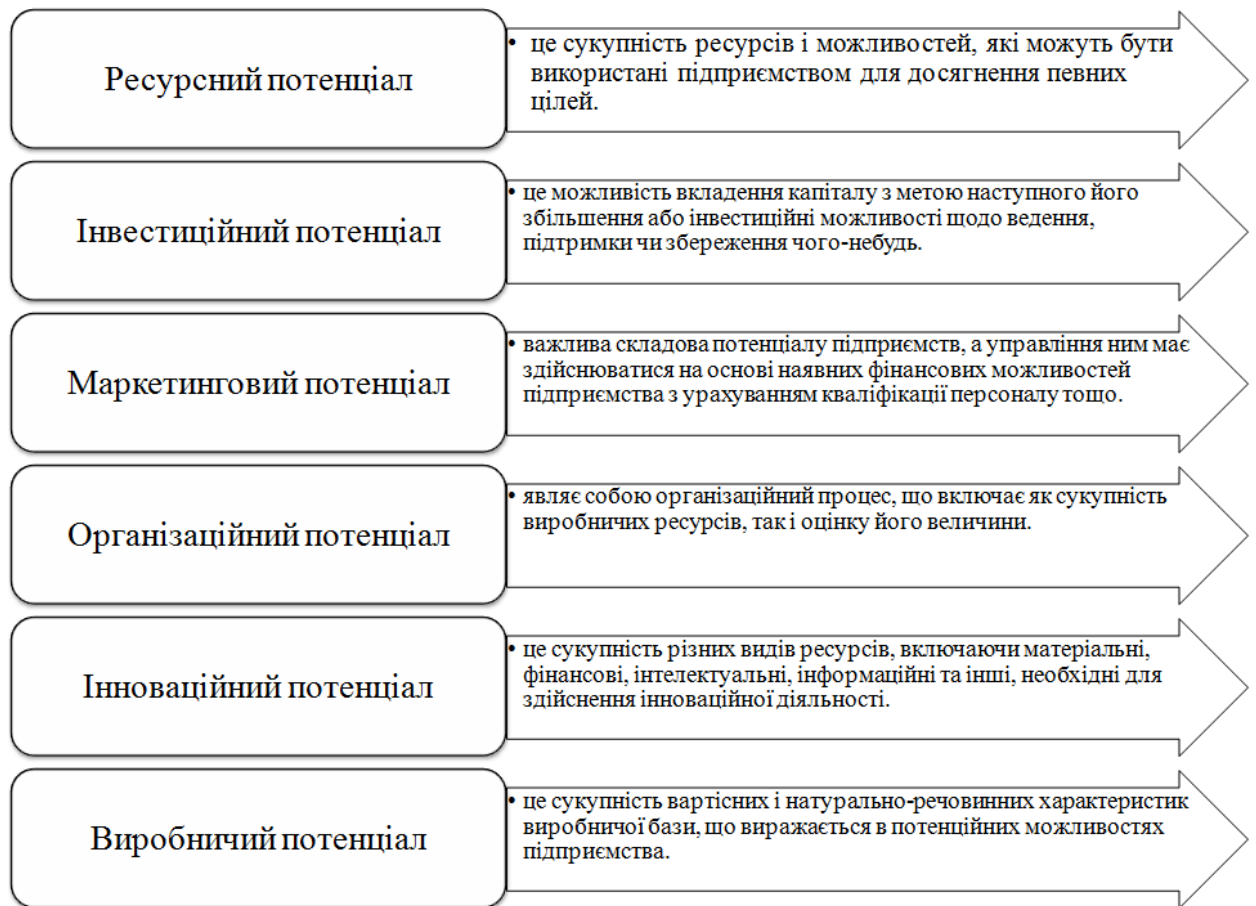 Ресурсний потенціал
• це сукупність ресурсів і можливостей, які можуть бути
використані підприємством для досягнення певних
цілей.
Інвестиційний потенціал
• це можливість вкладення капіталу з метою наступного його
збільшення або інвестиційні можливості щодо ведення,
підтримки чи збереження чого-небудь.
Маркетинговий потенціал
• важлива складова потенціалу підприємств, а управління ним має
здійснюватися на основі наявних фінансових можливостей
підприємства з урахуванням кваліфікації персоналу тощо.
Організаційний потенціал
• являє собою організаційний процес, що включає як сукупність
виробничих ресурсів, так і оцінку його величини.
Інноваційний потенціал
• це сукупність різних видів ресурсів, включаючи матеріальні,
фінансові, інтелектуальні, інформаційні та інші, необхідні для
здійснення інноваційної діяльності.
Виробничий потенціал
• це сукупність вартісних і натурально-речовинних характеристик
виробничої бази, що виражається в потенційних можливостях
підприємства.